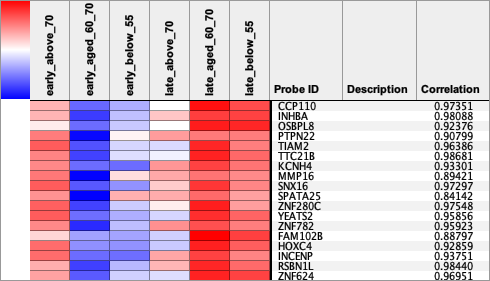 early_above_70
early_aged_60_70
early_below_55
late_above_70
late_aged_60_70
late_below_55
Probe ID Description Correlation
CCP110 0.97351
INHBA 0.98088
OSBPL8 0.92376
PTPN22 0.90799
TIAM2 0.96386
TTC21B 0.98681
KCNH4 0.93301
MMP16 0.89421
SNX16 0.97297
SPATA25 0.84142
ZNF280C 0.97548
YEATS2 0.95856
ZNF782 0.95923
FAM102B 0.88797
HOXC4 0.92859
INCENP 0.93751
RSBN1L 0.98440
ZNF624 0.96951